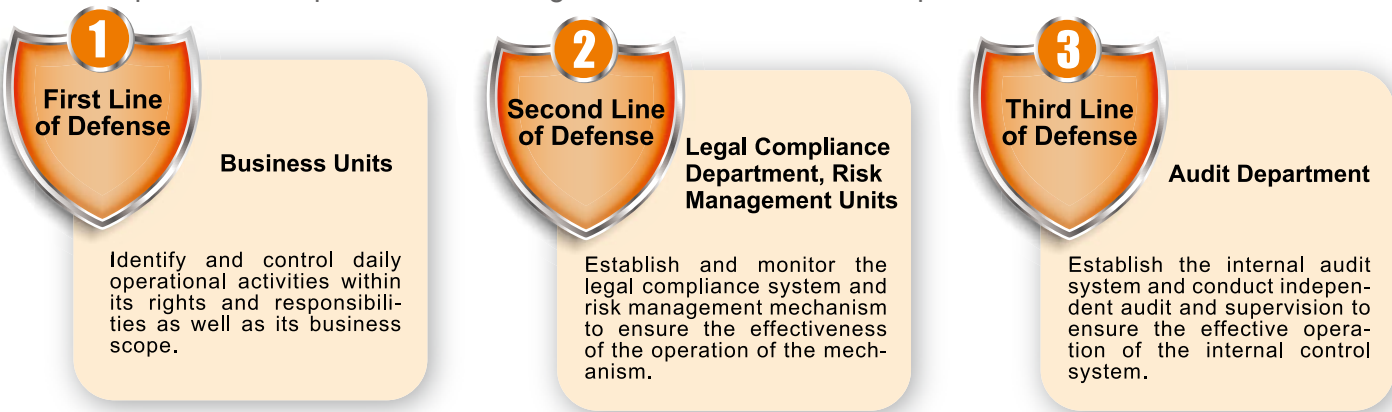 1
First Line
of Defense
Business Units
Identify and control daily
operational activities within
its rights and responsibili-
ties as well as its business
scope.
2
Second Line
of Defense
Legal Compliance
Department, Risk
Management Units
Establish and monitor the
legal compliance system and
risk management mechanism
to ensure the effectiveness
of the operation of the mech-
anism.
3
Third Line
of Defense
Audit Department
Establish the internal audit
system and conduct indepen-
dent audit and supervision to
ensure the effective opera-
tion of the internal control
system.